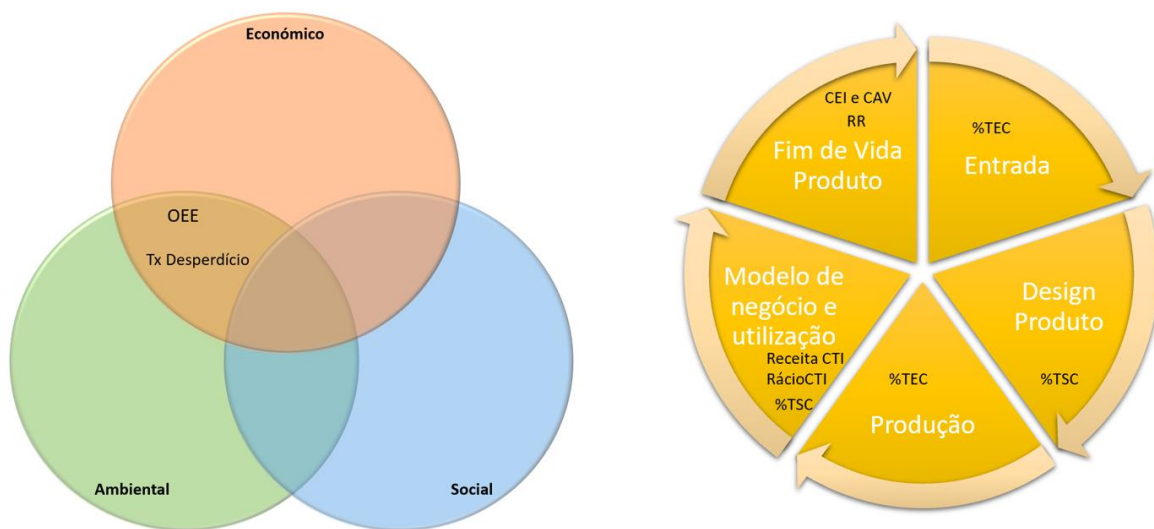 Económico
OEE
Tx Desperdício
Ambiental
Social
CEI e CAV
RR
Fim de Vida
Produto
%TEC
Entrada
Modelo de
negócio e
utilização
Receita CTI
RácioCTI
%TSC
Design
Produto
%TSC
%TEC
Produção